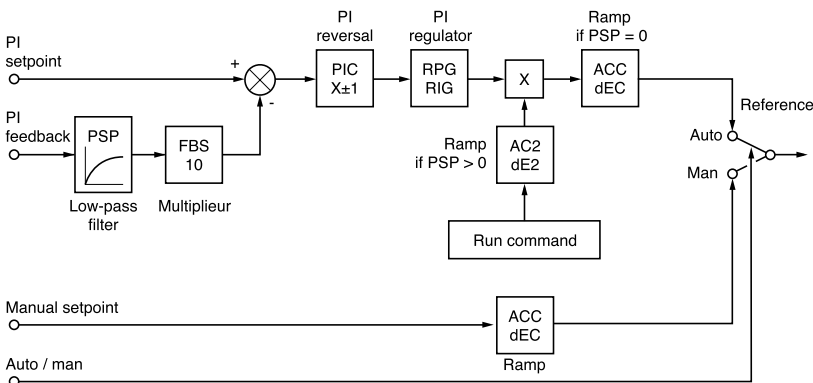 PI
setpoint
+
-
PI
reversal
PIC
X±1
PI
regulator
RPG
RIG
X
Ramp
if PSP = 0
ACC
dEC
Reference
PI
feedback
PSP
Low-pass
filter
FBS
10
Multiplieur
Ramp
if PSP > 0
AC2
dE2
Run command
Auto
Man
Manual setpoint
ACC
dEC
Ramp
Auto / man